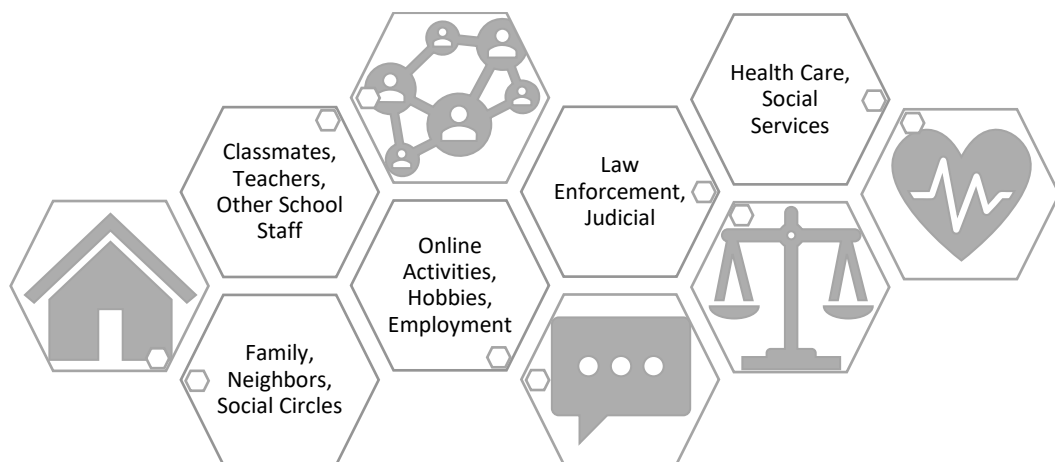 Health Care,
Social
Services
Classmates,
Teachers,
Other School
Staff
Law
Enforcement,
Judicial
Online
Activities,
Hobbies,
Employment
Family,
Neighbors,
Social Circles